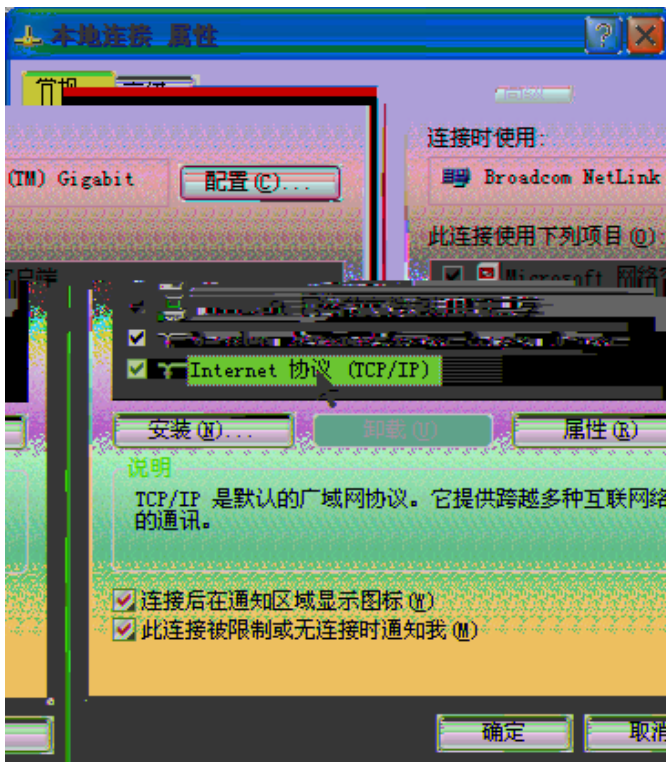 本地连接 属性
常规
连接时使用:
(TM) Gigabit
配置(C)...
Broadcom NetLink
此连接使用下列项目(O):
Microsoft 网络客
户端
Internet 协议 (TCP/IP)
安装(N)...
卸载(U)
属性(R)
说明
TCP/IP 是默认的广域网协议。它提供跨越多种互联网络
的通讯。
连接后在通知区域显示图标(W)
此连接被限制或无连接时通知我(M)
确定
取消